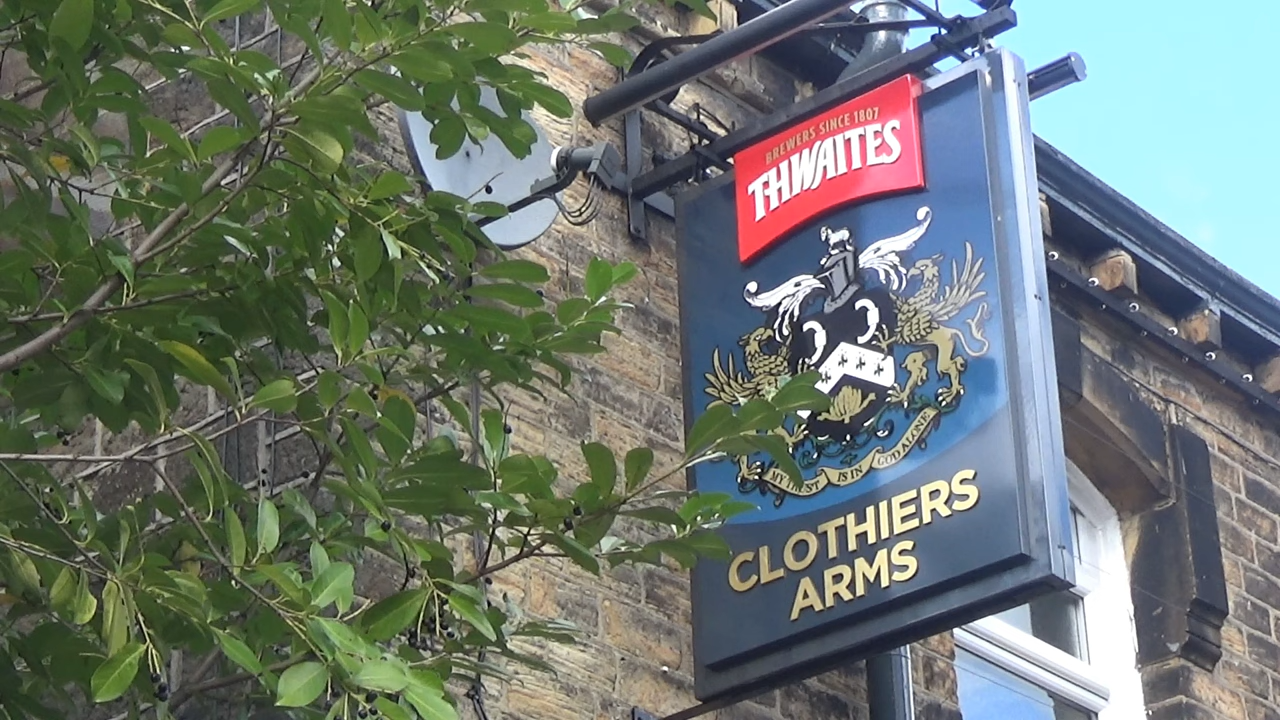 BREWERS SINCE 1807
THWAITES
MY TRUST IS IN GOD ALONE
CLOTHIERS
ARMS